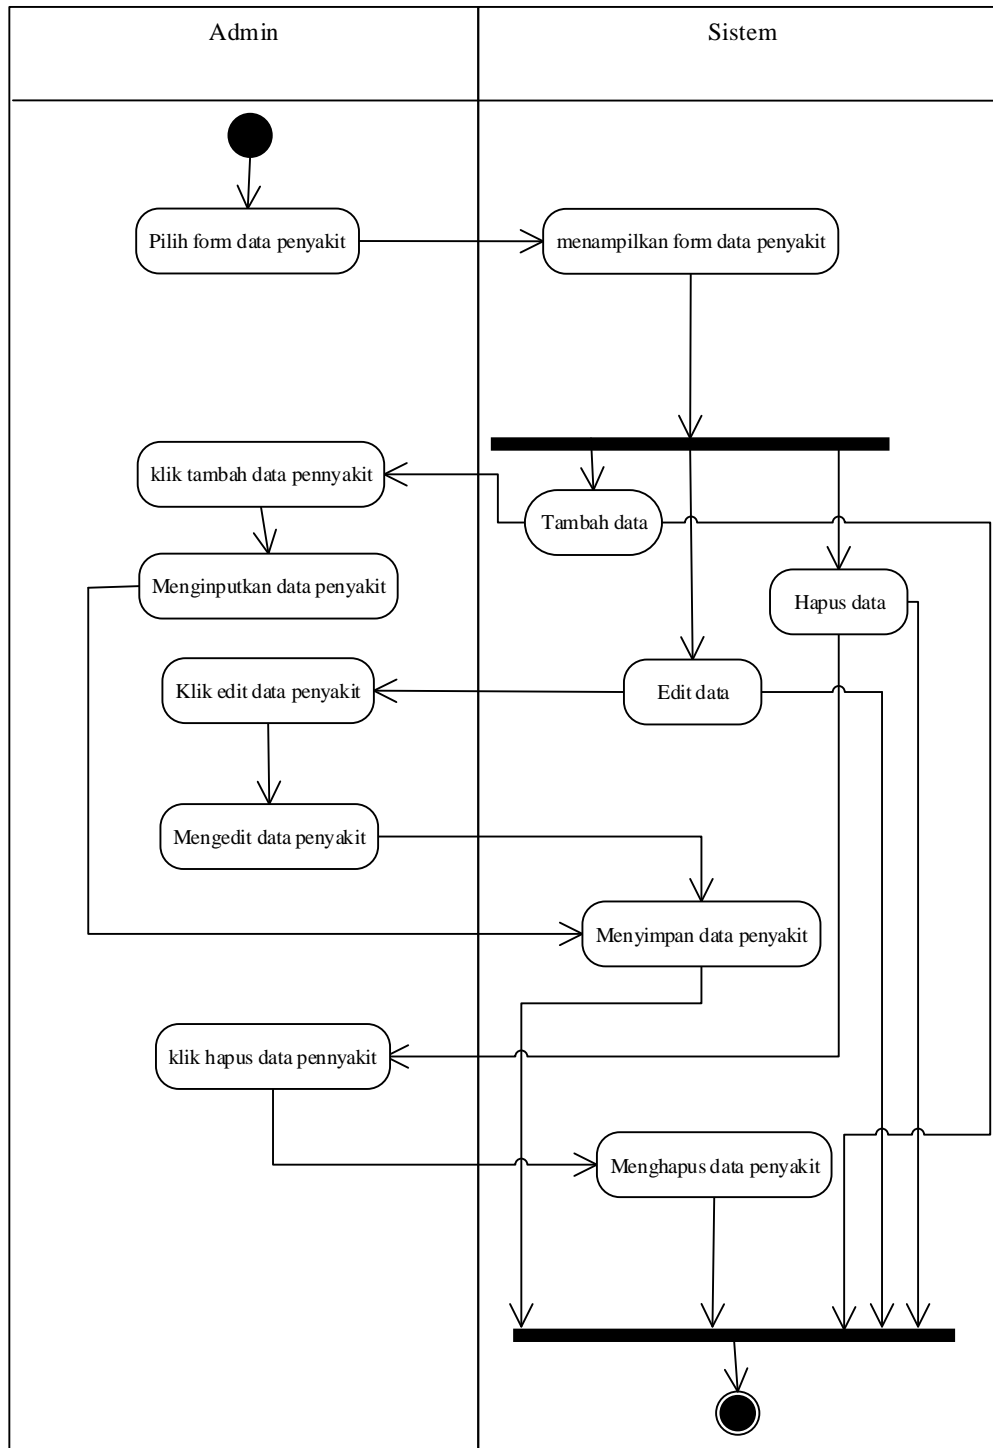 Admin
Sistem
Pilih form data penyakit
menampilkan form data penyakit
klik tambah data pennyakit
Tambah data
Menginputkan data penyakit
Hapus data
Klik edit data penyakit
Edit data
Mengedit data penyakit
Menyimpan data penyakit
klik hapus data pennyakit
Menghapus data penyakit